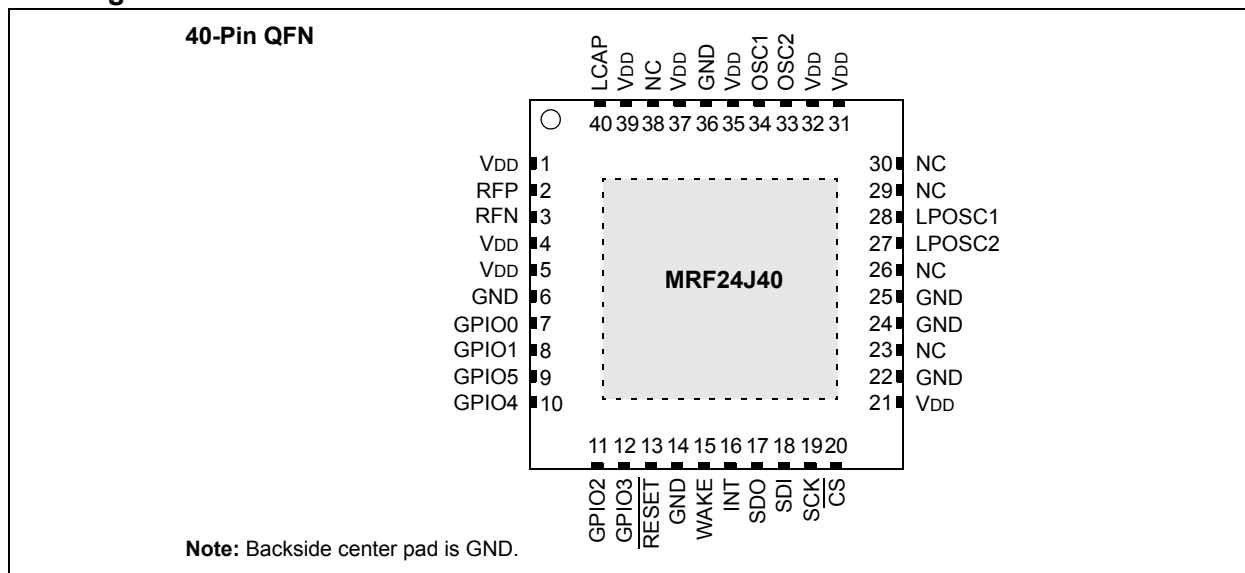 40-Pin QFN
LCAP
VDD
NC
VDD
GND
VDD
OSC1
OSC2
VDD
VDD
40 39 38 37 36 35 34 33 32 31
VDD 1
RFP 2
RFN 3
VDD 4
VDD 5
GND 6
GPIO0 7
GPIO1 8
GPIO5 9
GPIO4 10
MRF24J40
30 NC
29 NC
28 LPOSC1
27 LPOSC2
26 NC
25 GND
24 GND
23 NC
22 GND
21 VDD
11 12 13 14 15 16 17 18 19 20
GPIO2
GPIO3
RESET
GND
WAKE
INT
SDO
SDI
SCK
CS
Note: Backside center pad is GND.